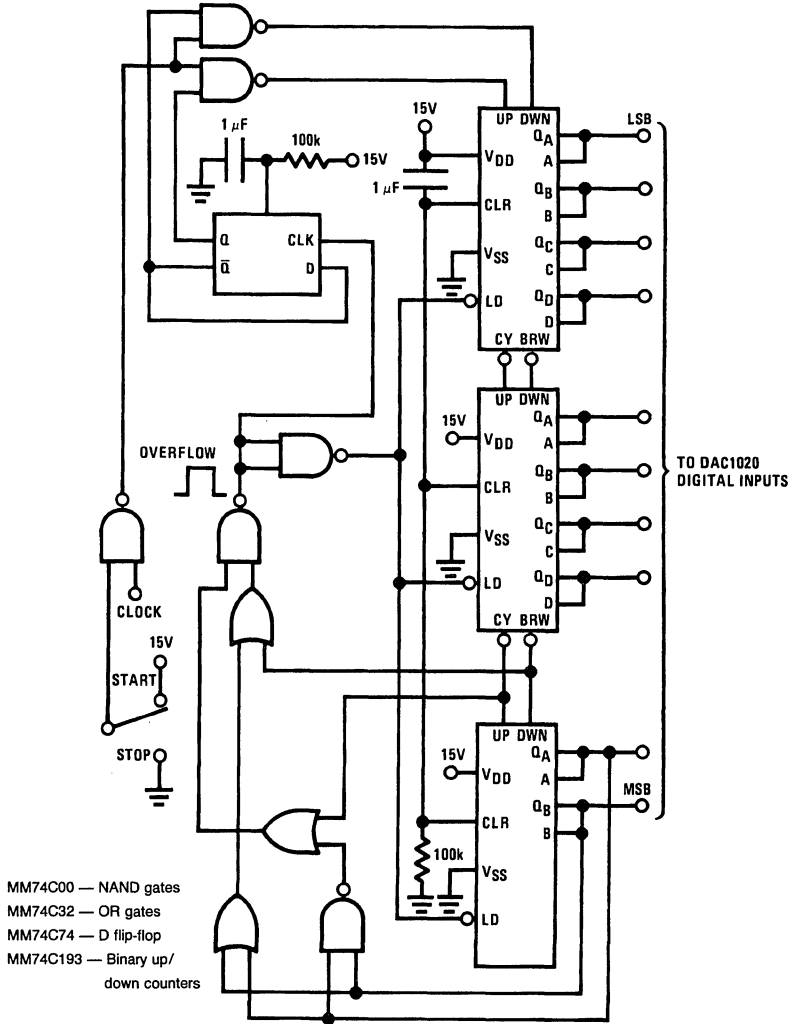 UP DWN
LSB
15V
VDD
1 μF
CLR
VSS
LD
QA
A
QB
B
QC
C
QD
D
CY BRW
1 μF
100k
15V
Q
CLK
Q̅
D
UP DWN
15V
VDD
CLR
VSS
LD
QA
A
QB
B
QC
C
QD
D
CY BRW
TO DAC1020
DIGITAL INPUTS
OVERFLOW
CLOCK
15V
START
STOP
UP DWN
15V
VDD
CLR
100k
VSS
LD
QA
A
QB
B
MSB
MM74C00 — NAND gates
MM74C32 — OR gates
MM74C74 — D flip-flop
MM74C193 — Binary up/
down counters